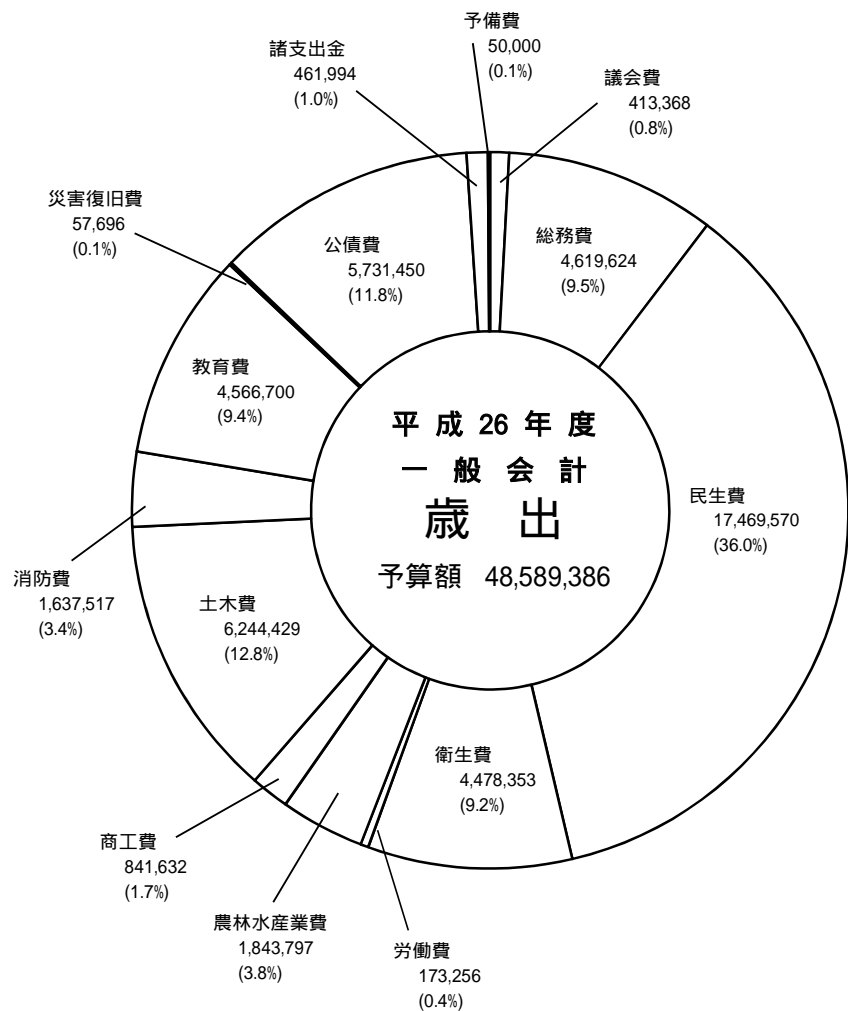 予備費
50,000
(0.1%)
議会費
413,368
(0.8%)
総務費
4,619,624
(9.5%)
民生費
17,469,570
(36.0%)
衛生費
4,478,353
(9.2%)
労働費
173,256
(0.4%)
農林水産業費
1,843,797
(3.8%)
商工費
841,632
(1.7%)
土木費
6,244,429
(12.8%)
消防費
1,637,517
(3.4%)
教育費
4,566,700
(9.4%)
災害復旧費
57,696
(0.1%)
公債費
5,731,450
(11.8%)
諸支出金
461,994
(1.0%)
平成26年度
一般会計
歳出
予算額 48,589,386